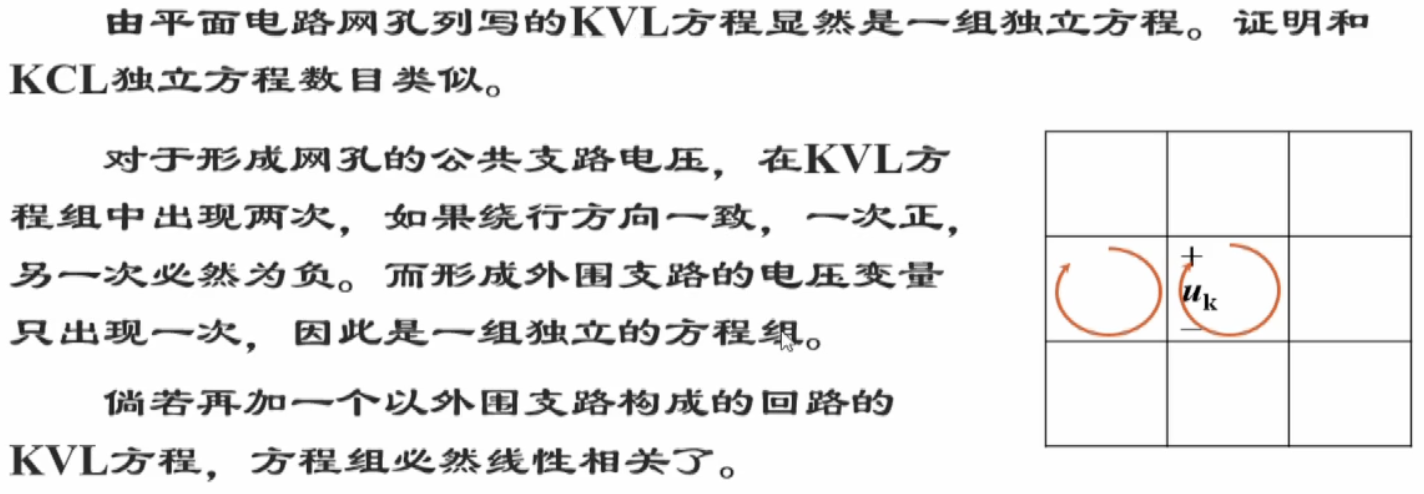 由平面电路网孔列写的KVL方程显然是一组独立方程。证明和
KCL独立方程数目类似。
对于形成网孔的公共支路电压，在KVL方
程组中出现两次，如果绕行方向一致，一次正，
另一次必然为负。而形成外围支路的电压变量
只出现一次，因此是一组独立的方程组。
倘若再加一个以外围支路构成的回路的
KVL方程，方程组必然线性相关了。
+
uk
−